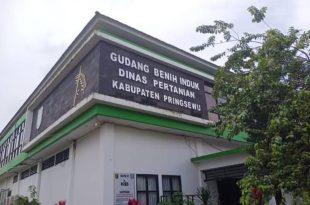 GUDANG BENIH INDUK
DINAS PERTANIAN
KABUPATEN PRINGSEWU